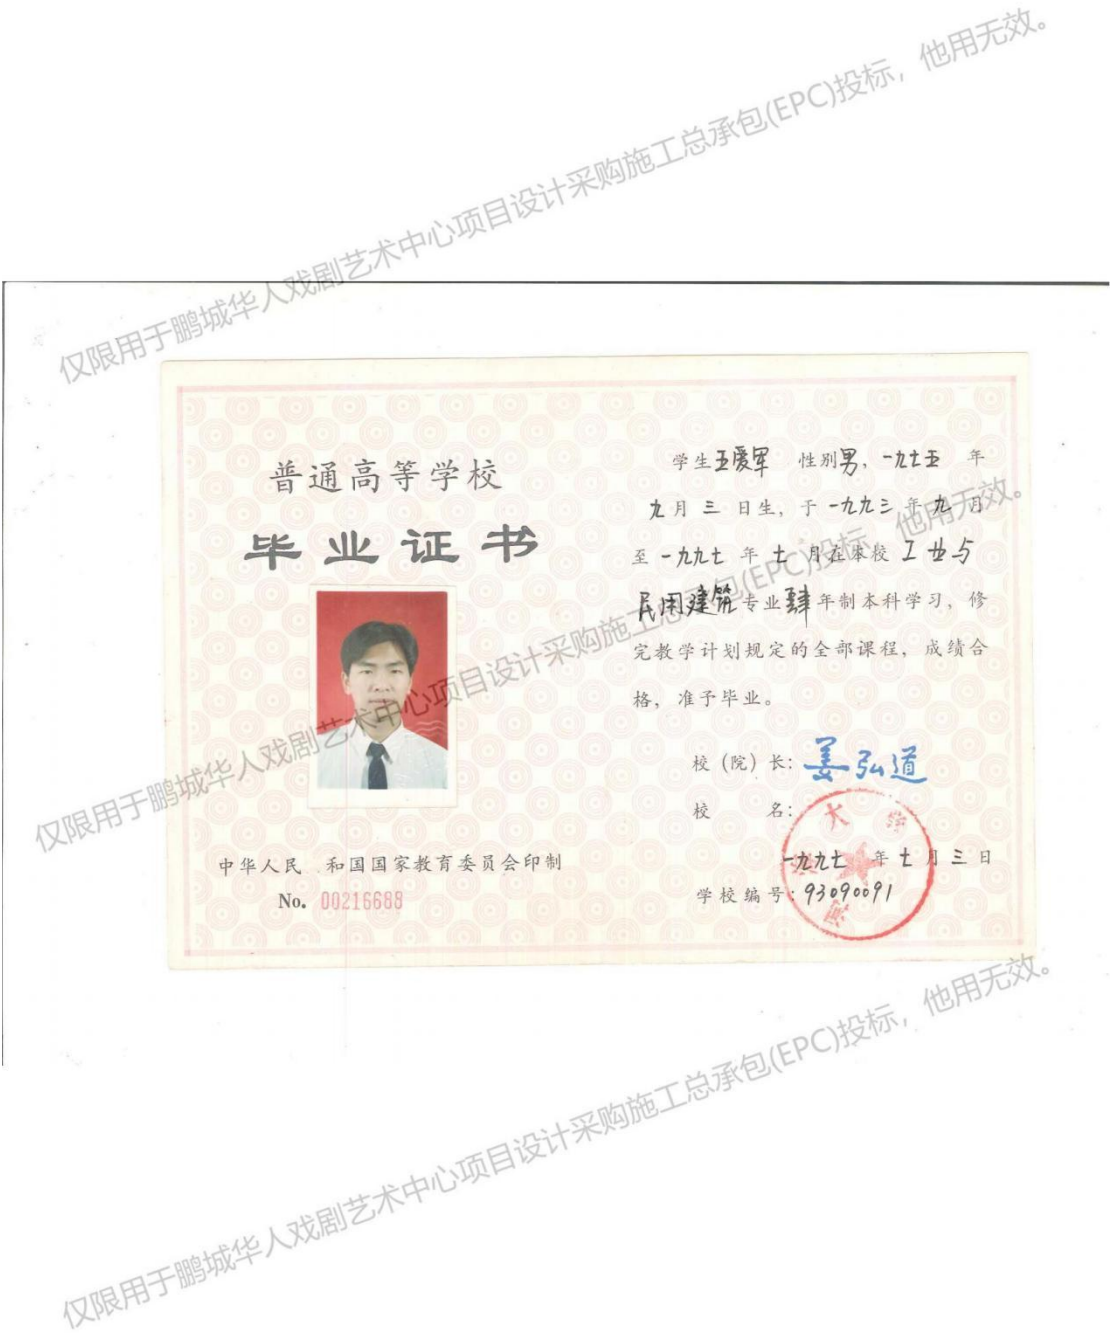 仅限用于鹏城华人戏剧艺术中心项目设计采购施工总承包(EPC)投标，他用无效。
普通高等学校
毕业证书
中华人民 和国国家教育委员会印制
No. 00216688
学生王爱军 性别男，一九七五 年
九月 三 日生，于 一九九三 年 九 月
至 一九九七 年 七 月在本校 工业与
民用建筑专业肆年制本科学习，修
完教学计划规定的全部课程，成绩合
格，准予毕业。
校（院）长：姜弘道
校 名：
大学
河海
一九九七 年 七 月 三 日
学校编号：93090091
仅限用于鹏城华人戏剧艺术中心项目设计采购施工总承包(EPC)投标，他用无效。
仅限用于鹏城华人戏剧艺术中心项目设计采购施工总承包(EPC)投标，他用无效。